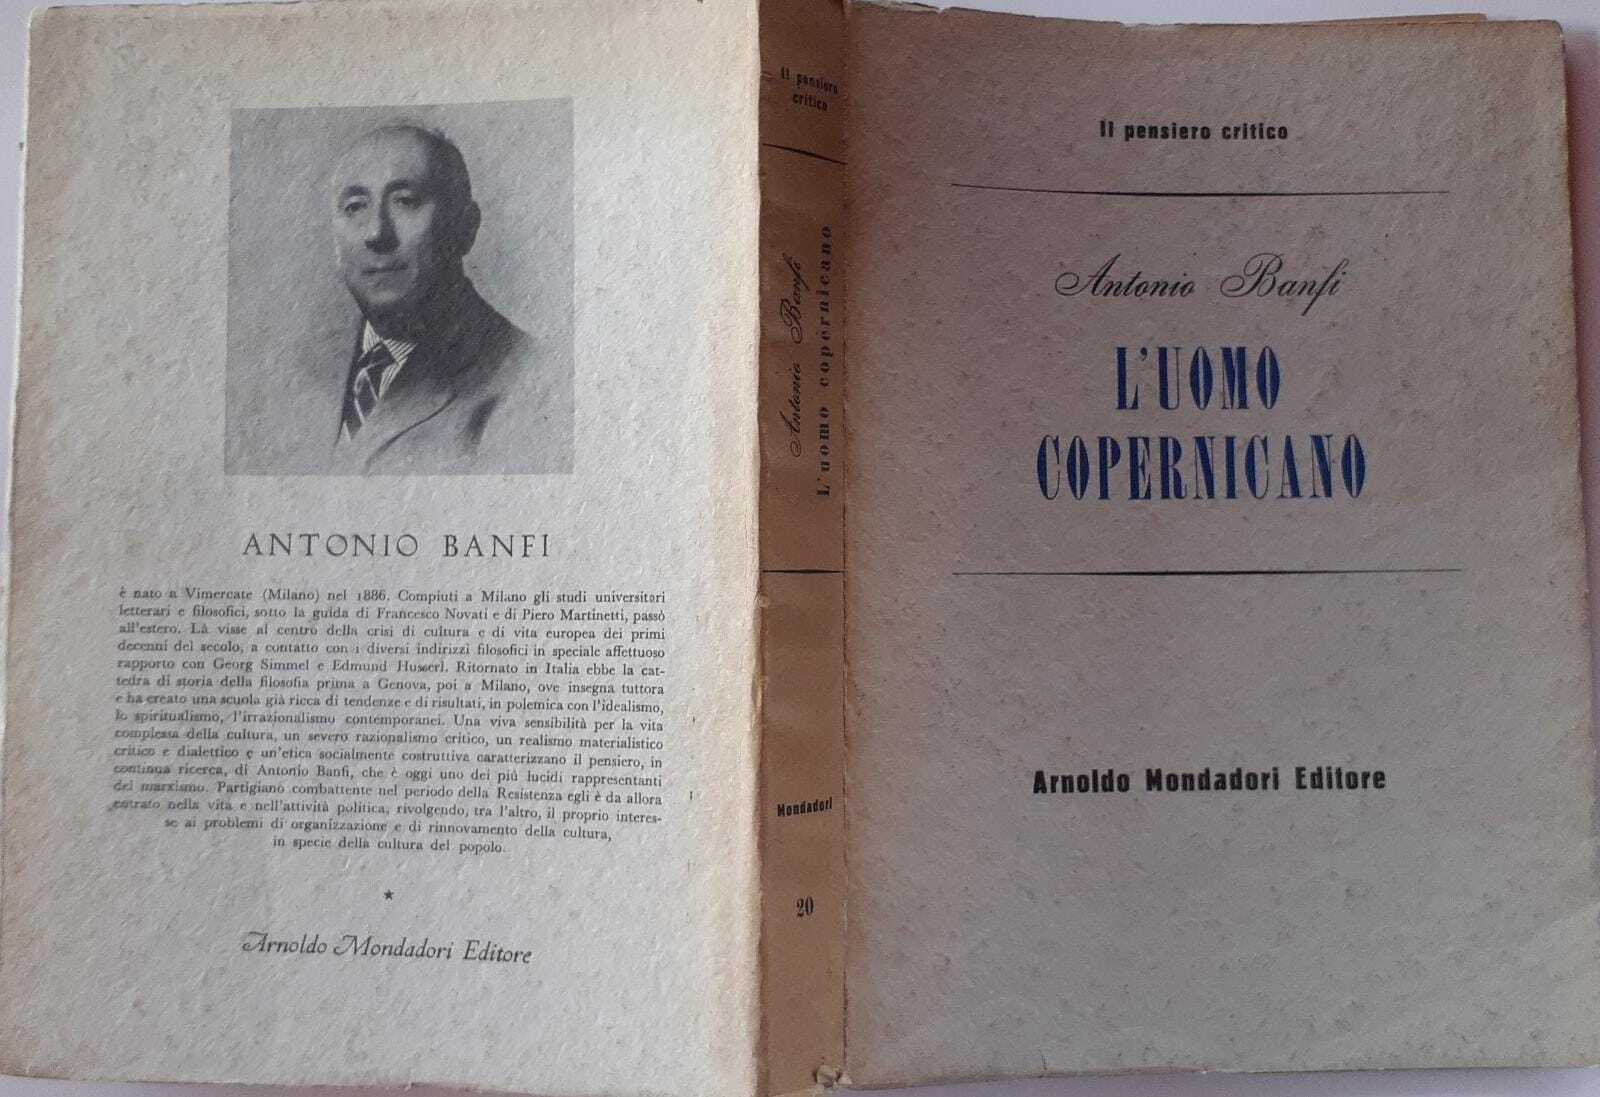 ANTONIO BANFI
è nato a Vimercate (Milano) nel 1886. Compiuti a Milano gli studi universitari
letterari e filosofici, sotto la guida di Francesco Novati e di Piero Martinetti, passò
all'estero. Là visse al centro della crisi di cultura e di vita europea dei primi
decenni del secolo, a contatto con i diversi indirizzi filosofici in speciale affettuoso
rapporto con Georg Simmel e Edmund Husserl. Ritornato in Italia ebbe la cat-
tedra di storia della filosofia prima a Genova, poi a Milano, ove insegna tuttora
e ha creato una scuola già ricca di tendenze e di risultati, in polemica con l'idealismo,
lo spiritualismo, l'irrazionalismo contemporanei. Una viva sensibilità per la vita
complessa della cultura, un severo razionalismo critico, un realismo materialistico
critico e dialettico e un'etica socialmente costruttiva caratterizzano il pensiero, in
continua ricerca, di Antonio Banfi, che è oggi uno dei più lucidi rappresentanti
del marxismo. Partigiano combattente nel periodo della Resistenza egli è da allora
entrato nella vita e nell'attività politica, rivolgendo, tra l'altro, il proprio interes-
se ai problemi di organizzazione e di rinnovamento della cultura,
in specie della cultura del popolo.
★
Arnoldo Mondadori Editore
Il pensiero
critico
Antonio Banfi
L'uomo copernicano
Mondadori
20
Il pensiero critico
Antonio Banfi
L'UOMO
COPERNICANO
Arnoldo Mondadori Editore